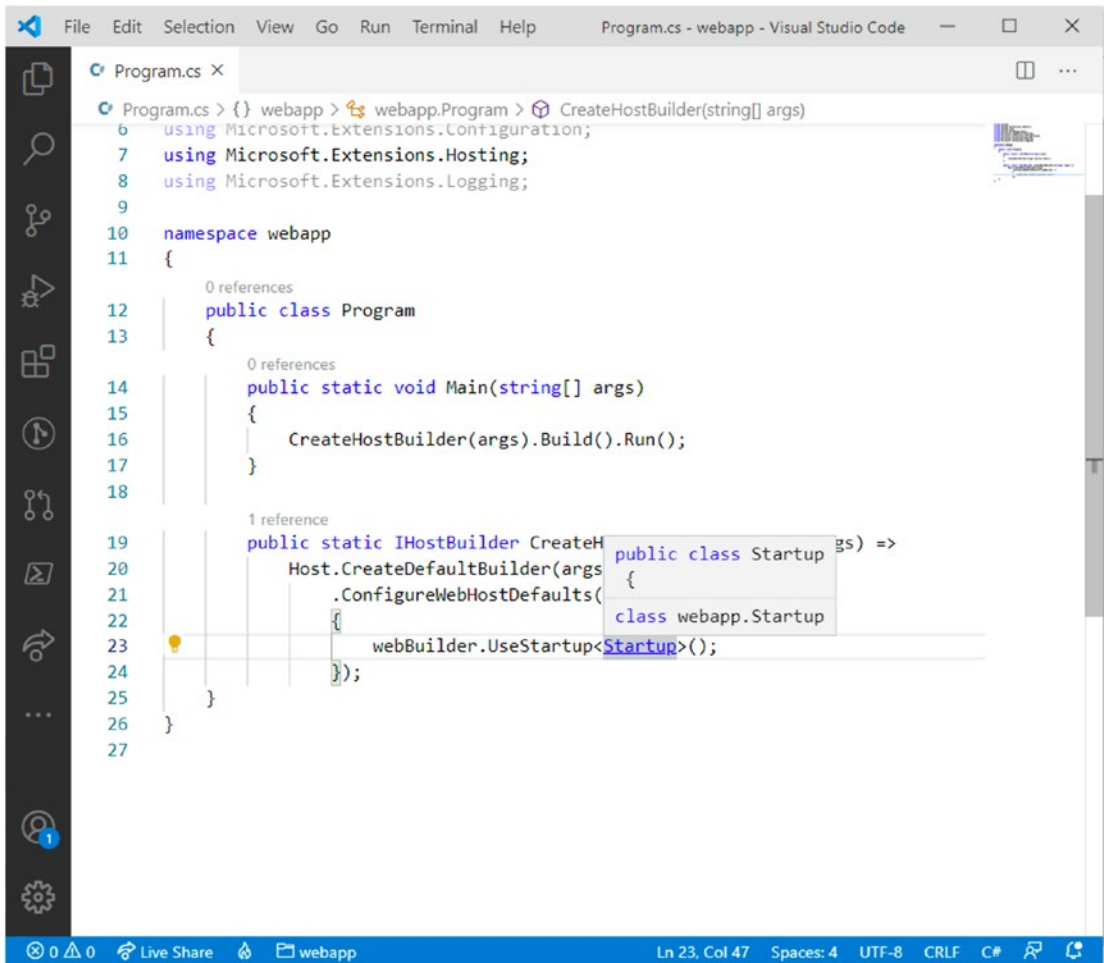 File Edit Selection View Go Run Terminal Help Program.cs - webapp - Visual Studio Code
Program.cs
Program.cs > {} webapp > webapp.Program > CreateHostBuilder(string[] args)
6 using Microsoft.Extensions.Configuration;
7 using Microsoft.Extensions.Hosting;
8 using Microsoft.Extensions.Logging;
9
10 namespace webapp
11 {
0 references
12 public class Program
13 {
0 references
14 public static void Main(string[] args)
15 {
16 CreateHostBuilder(args).Build().Run();
17 }
18
1 reference
19 public static IHostBuilder CreateH gs) =>
public class Startup
20 Host.CreateDefaultBuilder(args
{
21 .ConfigureWebHostDefaults(
class webapp.Startup
22 {
23 webBuilder.UseStartup<Startup>();
24 });
25 }
26 }
27
1
0 0 Live Share webapp Ln 23, Col 47 Spaces: 4 UTF-8 CRLF C#